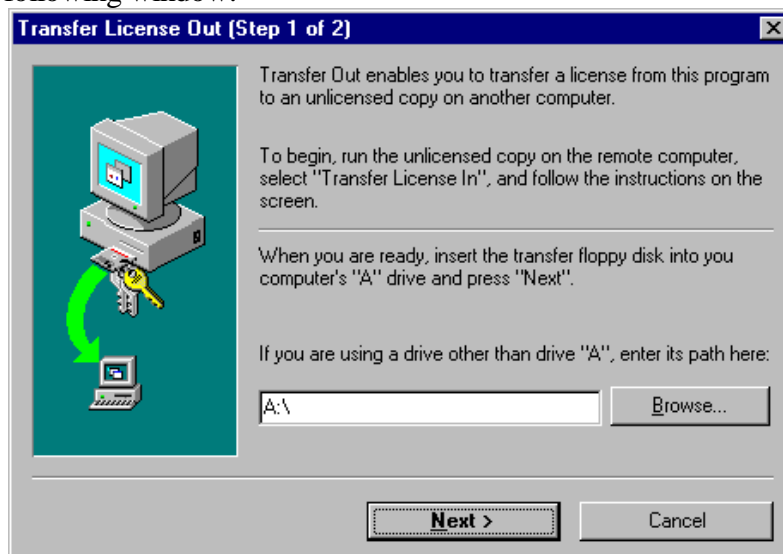 following window:
Transfer License Out (Step 1 of 2)
Transfer Out enables you to transfer a license from this program
to an unlicensed copy on another computer.
To begin, run the unlicensed copy on the remote computer,
select "Transfer License In", and follow the instructions on the
screen.
When you are ready, insert the transfer floppy disk into you
computer's "A" drive and press "Next".
If you are using a drive other than drive "A", enter its path here:
A:\
Browse...
Next >
Cancel